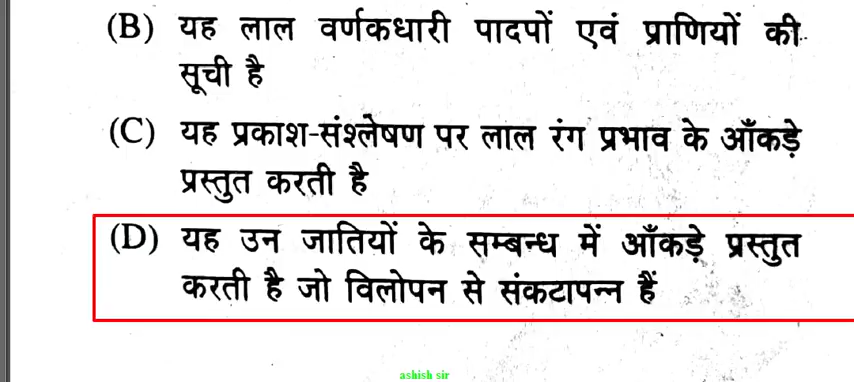 (B) यह लाल वर्णकधारी पादपों एवं प्राणियों की
सूची है
(C) यह प्रकाश-संश्लेषण पर लाल रंग प्रभाव के आँकड़े
प्रस्तुत करती है
(D) यह उन जातियों के सम्बन्ध में आँकड़े प्रस्तुत
करती है जो विलोपन से संकटापन्न हैं
ashish sir